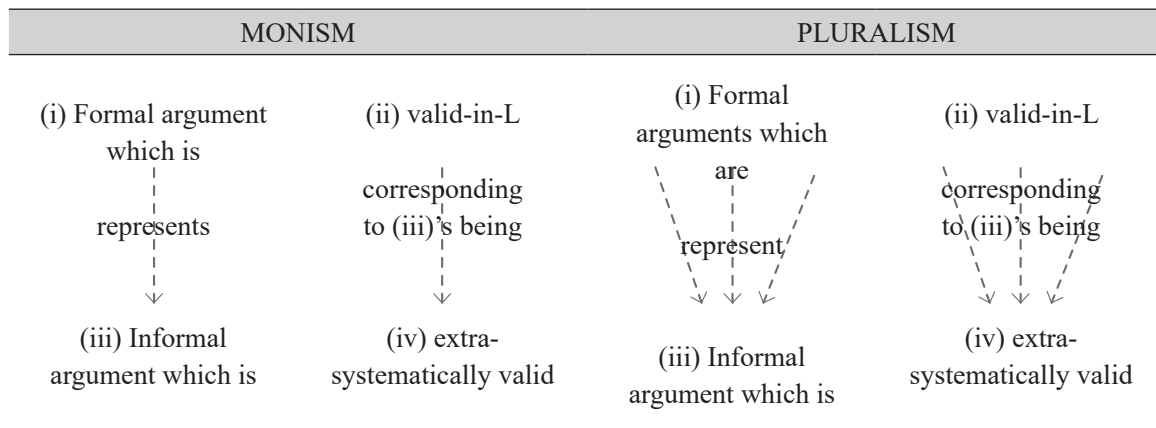 MONISM
PLURALISM
(i) Formal argument
which is
(ii) valid-in-L
represents
corresponding
to (iii)’s being
(iii) Informal
argument which is
(iv) extra-
systematically valid
(i) Formal
arguments which
are
(ii) valid-in-L
represent
corresponding
to (iii)’s being
(iii) Informal
argument which is
(iv) extra-
systematically valid